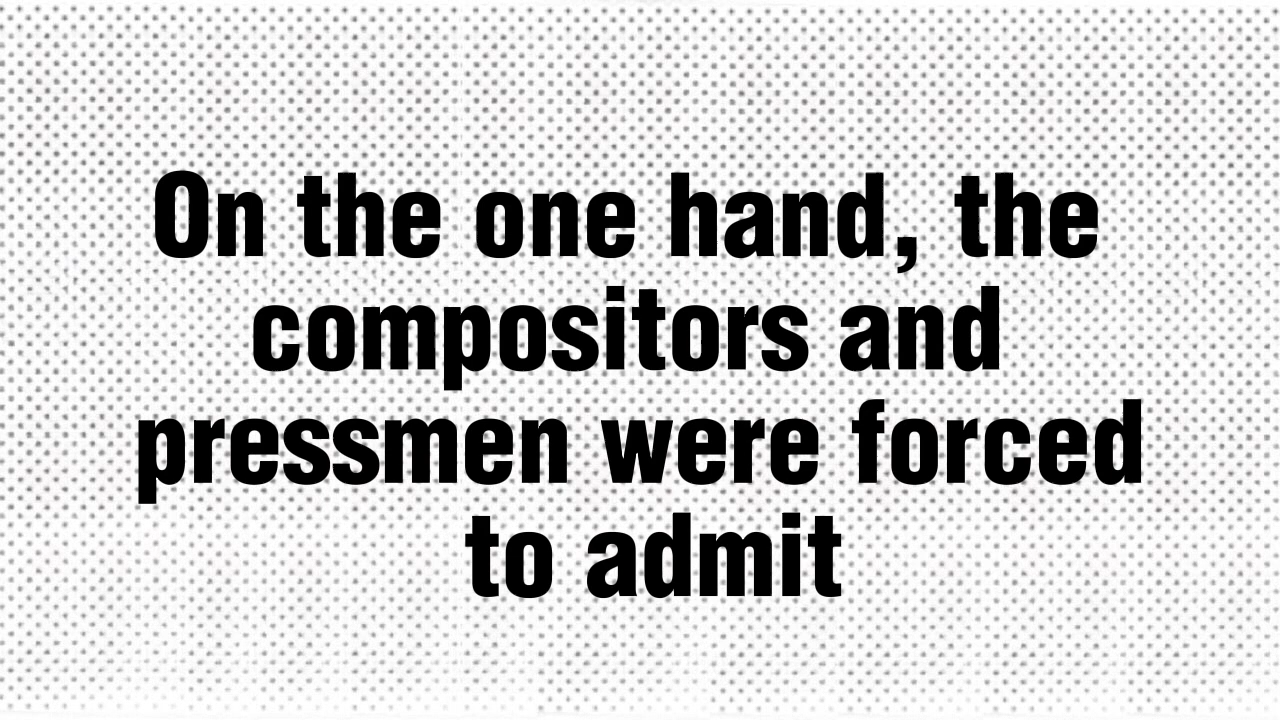 On the one hand, the
compositors and
pressmen were forced
to admit